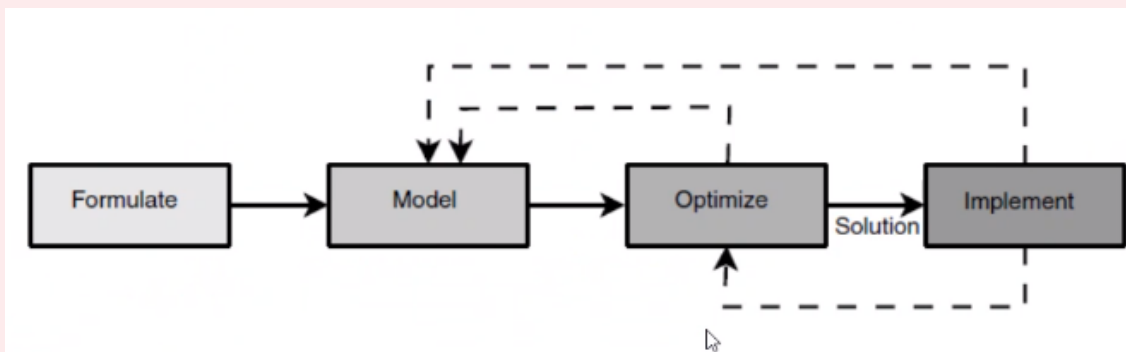 Formulate
Model
Optimize
Implement
Solution